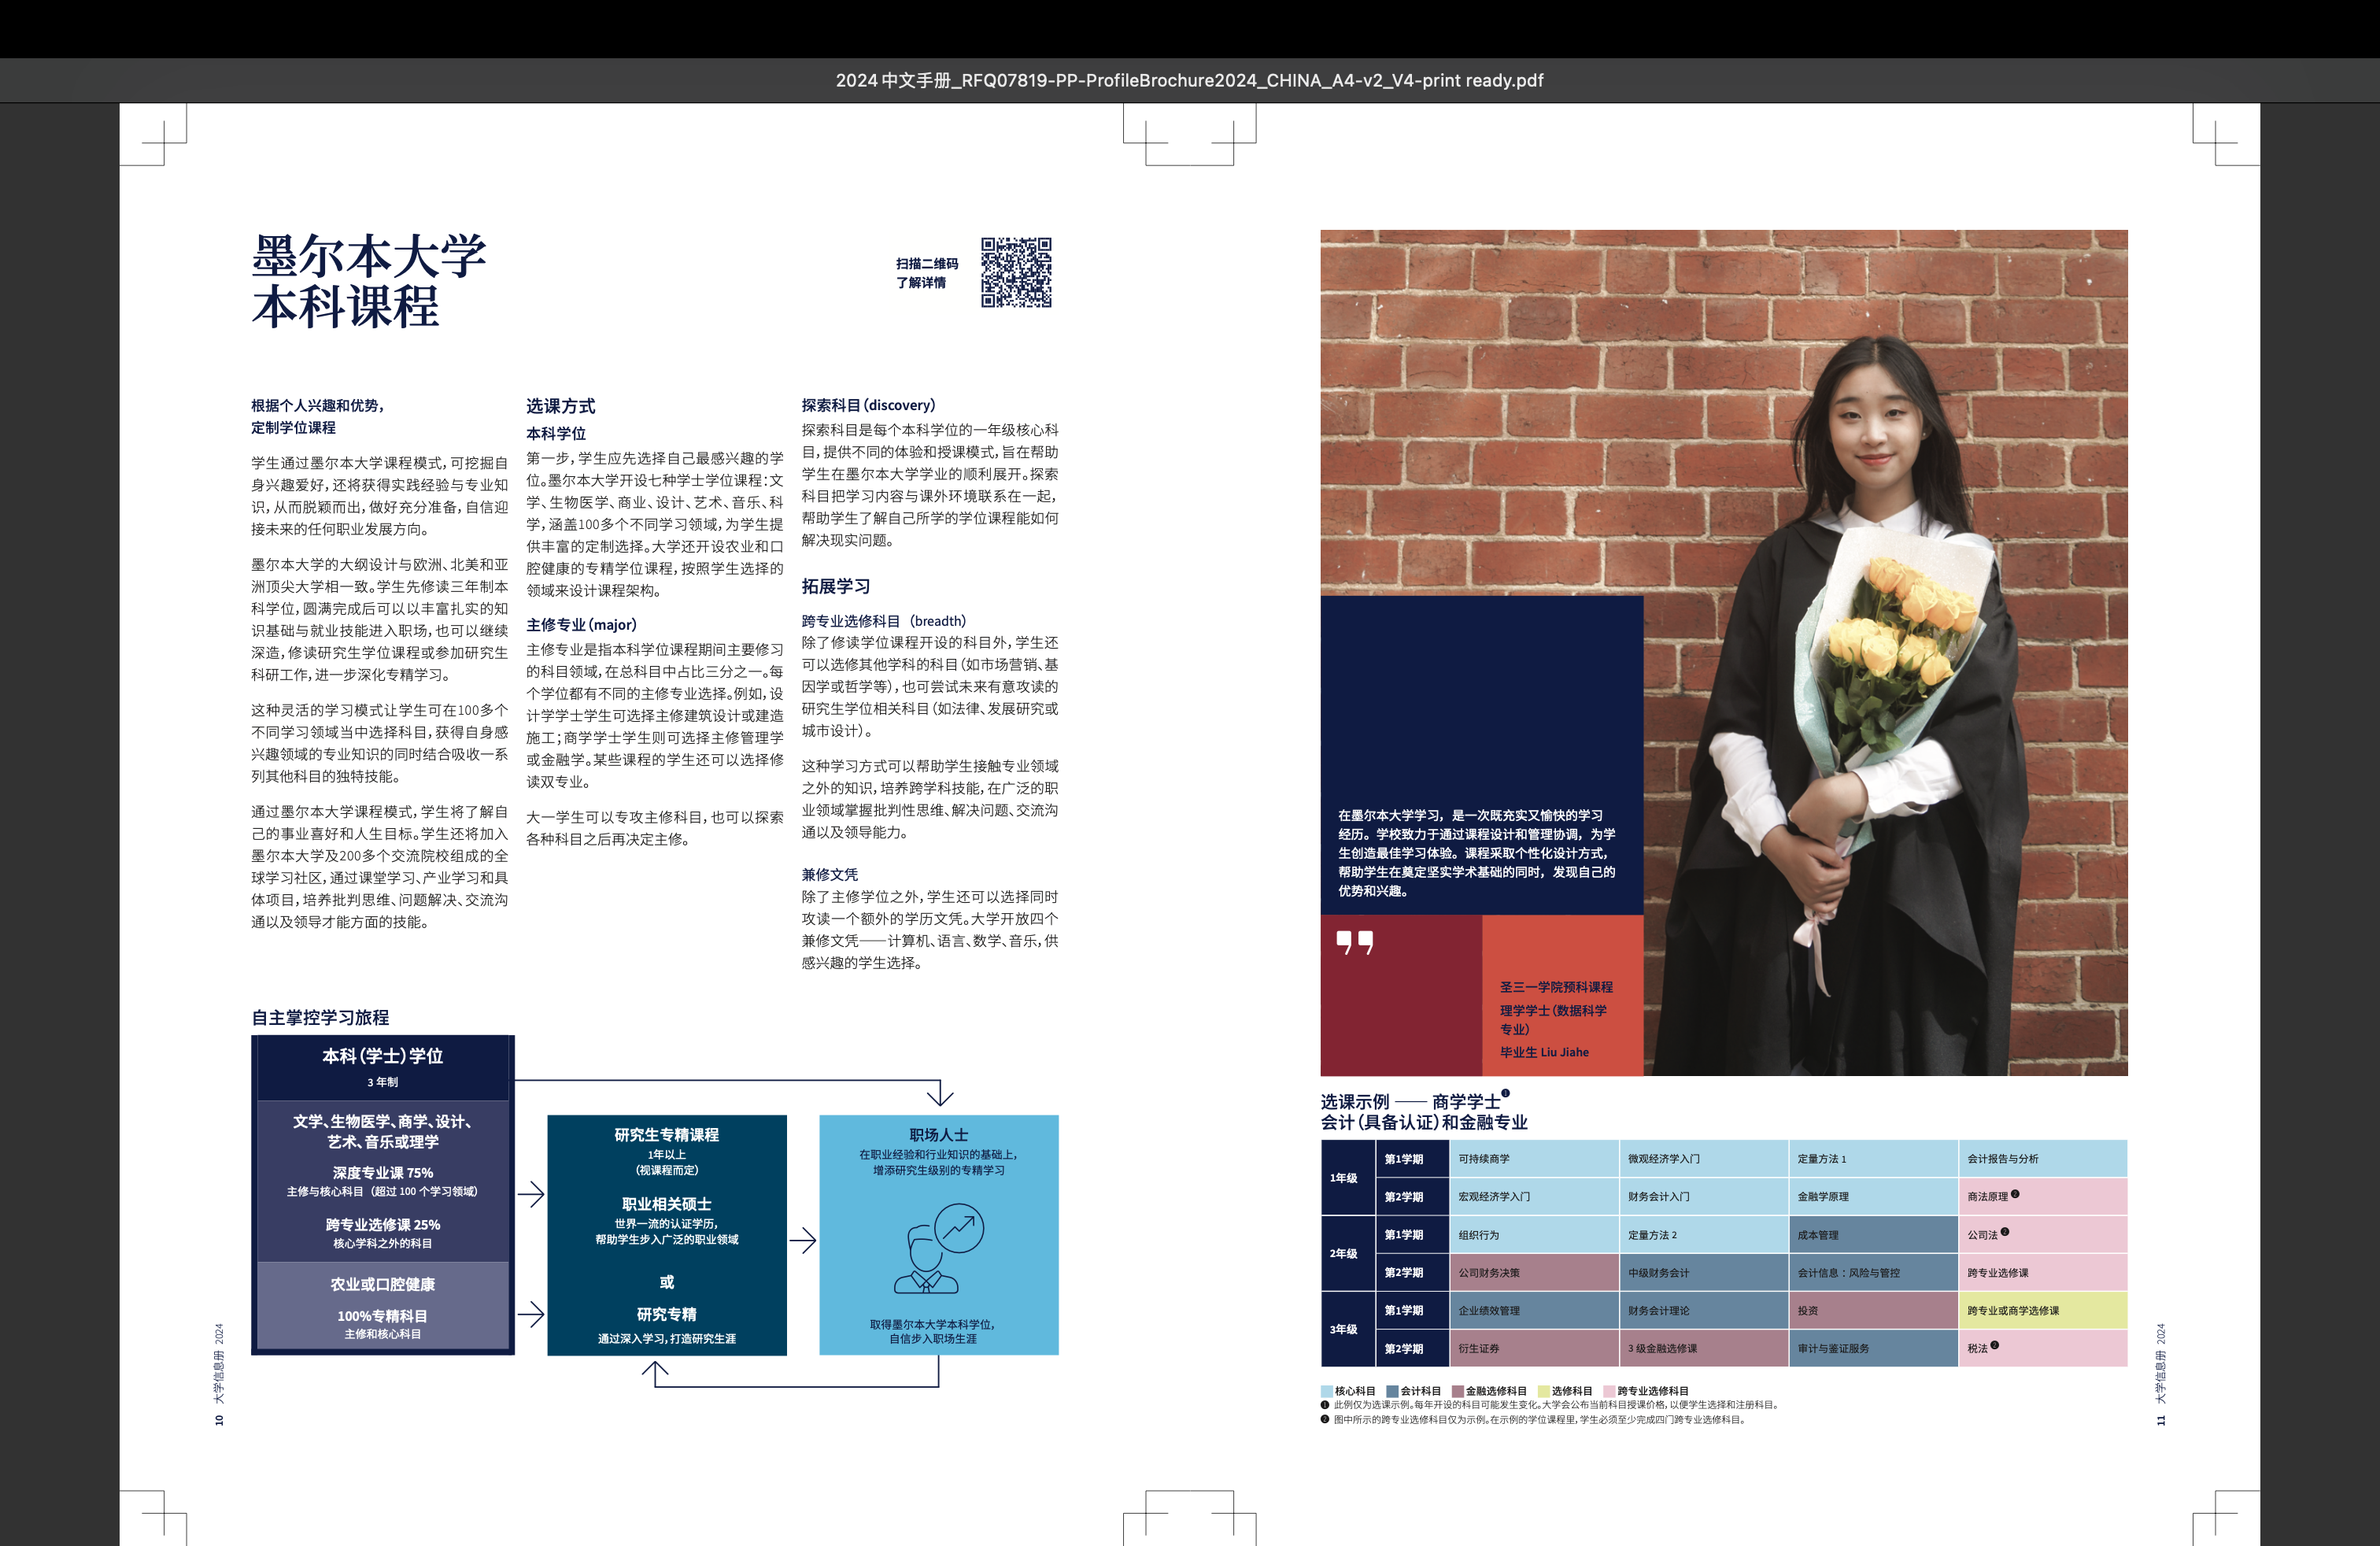 2024 中文手册_RFQ07819-PP-ProfileBrochure2024_CHINA_A4-v2_V4-print ready.pdf
墨尔本大学
本科课程
扫描二维码
了解详情
根据个人兴趣和优势，
定制学位课程
学生通过墨尔本大学课程模式，可挖掘自
身兴趣爱好，还将获得实践经验与专业知
识，从而脱颖而出，做好充分准备，自信迎
接未来的任何职业发展方向。
墨尔本大学的大纲设计与欧洲、北美和亚
洲顶尖大学相一致。学生先修读三年制本
科学位，圆满完成后可以以丰富扎实的知
识基础与就业技能进入职场，也可以继续
深造，修读研究生学位课程或参加研究生
科研工作，进一步深化专精学习。
这种灵活的学习模式让学生可在100多个
不同学习领域当中选择科目，获得自身感
兴趣领域的专业知识的同时结合吸收一系
列其他科目的独特技能。
通过墨尔本大学课程模式，学生将了解自
己的事业喜好和人生目标。学生还将加入
墨尔本大学及200多个交流院校组成的全
球学习社区，通过课堂学习、产业学习和具
体项目，培养批判思维、问题解决、交流沟
通以及领导才能方面的技能。
选课方式
本科学位
第一步，学生应先选择自己最感兴趣的学
位。墨尔本大学开设七种学士学位课程：文
学、生物医学、商业、设计、艺术、音乐、科
学，涵盖100多个不同学习领域，为学生提
供丰富的定制选择。大学还开设农业和口
腔健康的专精学位课程，按照学生选择的
领域来设计课程架构。
主修专业（major）
主修专业是指本科学位课程期间主要修习
的科目领域，在总科目中占比三分之一。每
个学位都有不同的主修专业选择。例如，设
计学学士学生可选择主修建筑设计或建造
施工；商学学士学生则可选择主修管理学
或金融学。某些课程的学生还可以选择修
读双专业。
大一学生可以专攻主修科目，也可以探索
各种科目之后再决定主修。
探索科目（discovery）
探索科目是每个本科学位的一年级核心科
目，提供不同的体验和授课模式，旨在帮助
学生在墨尔本大学学业的顺利展开。探索
科目把学习内容与课外环境联系在一起，
帮助学生了解自己所学的学位课程能如何
解决现实问题。
拓展学习
跨专业选修科目（breadth）
除了修读学位课程开设的科目外，学生还
可以选修其他学科的科目（如市场营销、基
因学或哲学等），也可尝试未来有意攻读的
研究生学位相关科目（如法律、发展研究或
城市设计）。
这种学习方式可以帮助学生接触专业领域
之外的知识，培养跨学科技能，在广泛的职
业领域掌握批判性思维、解决问题、交流沟
通以及领导能力。
兼修文凭
除了主修学位之外，学生还可以选择同时
攻读一个额外的学历文凭。大学开放四个
兼修文凭——计算机、语言、数学、音乐，供
感兴趣的学生选择。
自主掌控学习旅程
本科（学士）学位
3 年制
文学、生物医学、商学、设计、
艺术、音乐或理学
深度专业课 75%
主修与核心科目（超过 100 个学习领域）
跨专业选修课 25%
核心学科之外的科目
农业或口腔健康
100%专精科目
主修和核心科目
研究生专精课程
1年以上
（视课程而定）
职业相关硕士
世界一流的认证学历，
帮助学生步入广泛的职业领域
或
研究专精
通过深入学习，打造研究生涯
职场人士
在职业经验和行业知识的基础上，
增添研究生级别的专精学习
取得墨尔本大学本科学位，
自信步入职场生涯
10 大学信息册 2024
在墨尔本大学学习，是一次既充实又愉快的学习
经历。学校致力于通过课程设计和管理协调，为学
生创造最佳学习体验。课程采取个性化设计方式，
帮助学生在奠定坚实学术基础的同时，发现自己的
优势和兴趣。
”
圣三一学院预科课程
理学学士（数据科学
专业）
毕业生 Liu Jiahe
选课示例 —— 商学学士❶
会计（具备认证）和金融专业
1年级 第1学期 可持续商学 微观经济学入门 定量方法 1 会计报告与分析
第2学期 宏观经济学入门 财务会计入门 金融学原理 商法原理❷
2年级 第1学期 组织行为 定量方法 2 成本管理 公司法❷
第2学期 公司财务决策 中级财务会计 会计信息：风险与管控 跨专业选修课
3年级 第1学期 企业绩效管理 财务会计理论 投资 跨专业或商学选修课
第2学期 衍生证券 3 级金融选修课 审计与鉴证服务 税法❷
核心科目 会计科目 金融选修科目 选修科目 跨专业选修科目
❶ 此例仅为选课示例。每年开设的科目可能发生变化。大学会公布当前科目授课价格，以便学生选择和注册科目。
❷ 图中所示的跨专业选修科目仅为示例。在示例的学位课程里，学生必须至少完成四门跨专业选修科目。
11 大学信息册 2024